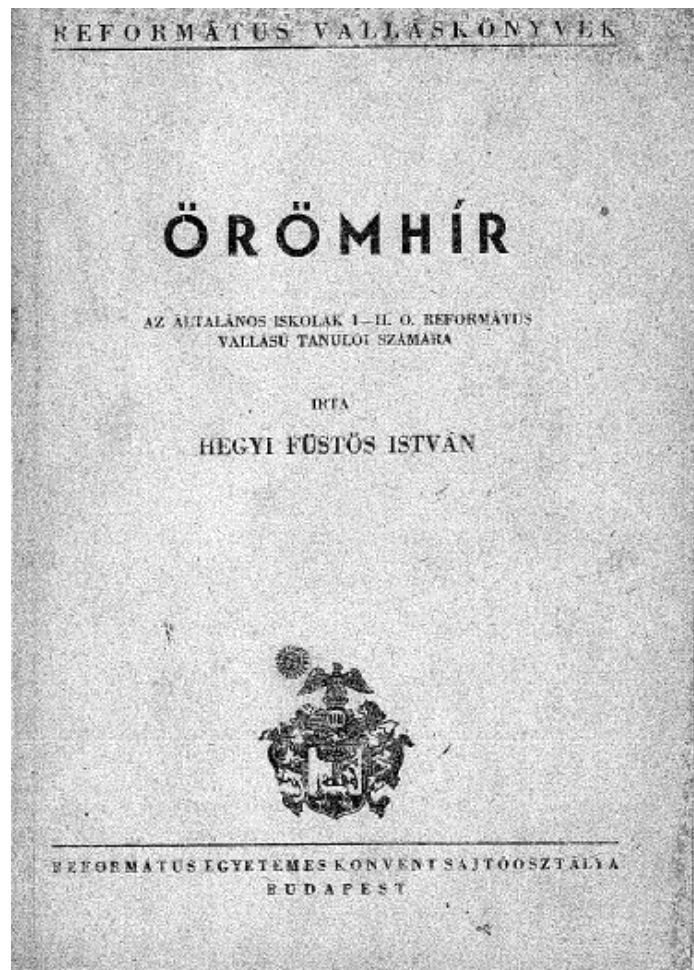 REFORMÁTUS VALLÁSKÖNYVEK
ÖRÖMHÍR
AZ ÁLTALÁNOS ISKOLÁK I—II. O. REFORMÁTUS
VALLÁSÚ TANULÓI SZÁMÁRA
IRTA
HEGYI FÜSTÖS ISTVÁN
REFORMÁTUS EGYETEMES KONVENT SAJTÓOSZTÁLYA
BUDAPEST